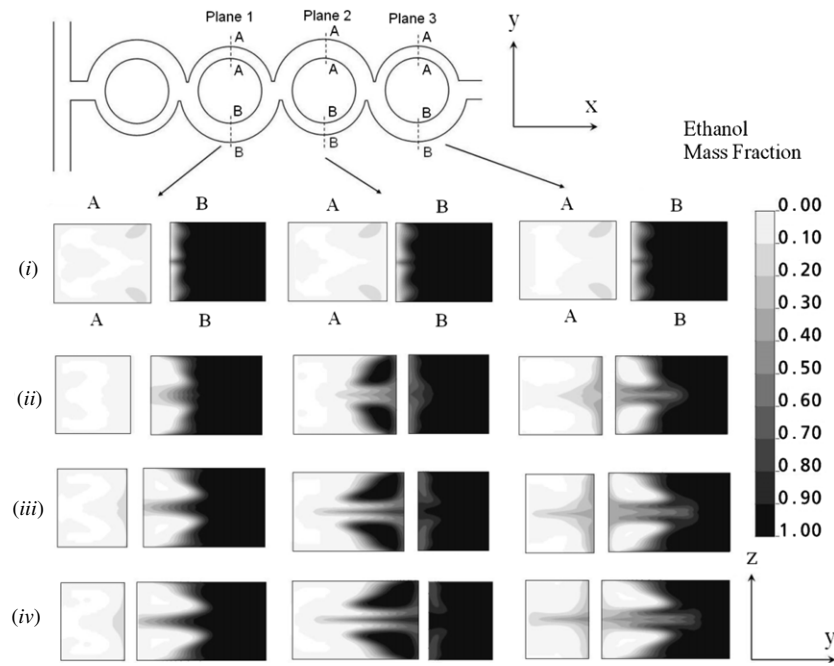 Plane 1 Plane 2 Plane 3
A A A
A A A
B B B
B B B
y
x
Ethanol
Mass Fraction
A B A B A B
(i)
A B A B A B
(ii)
(iii)
(iv)
0.00
0.10
0.20
0.30
0.40
0.50
0.60
0.70
0.80
0.90
1.00
z
y